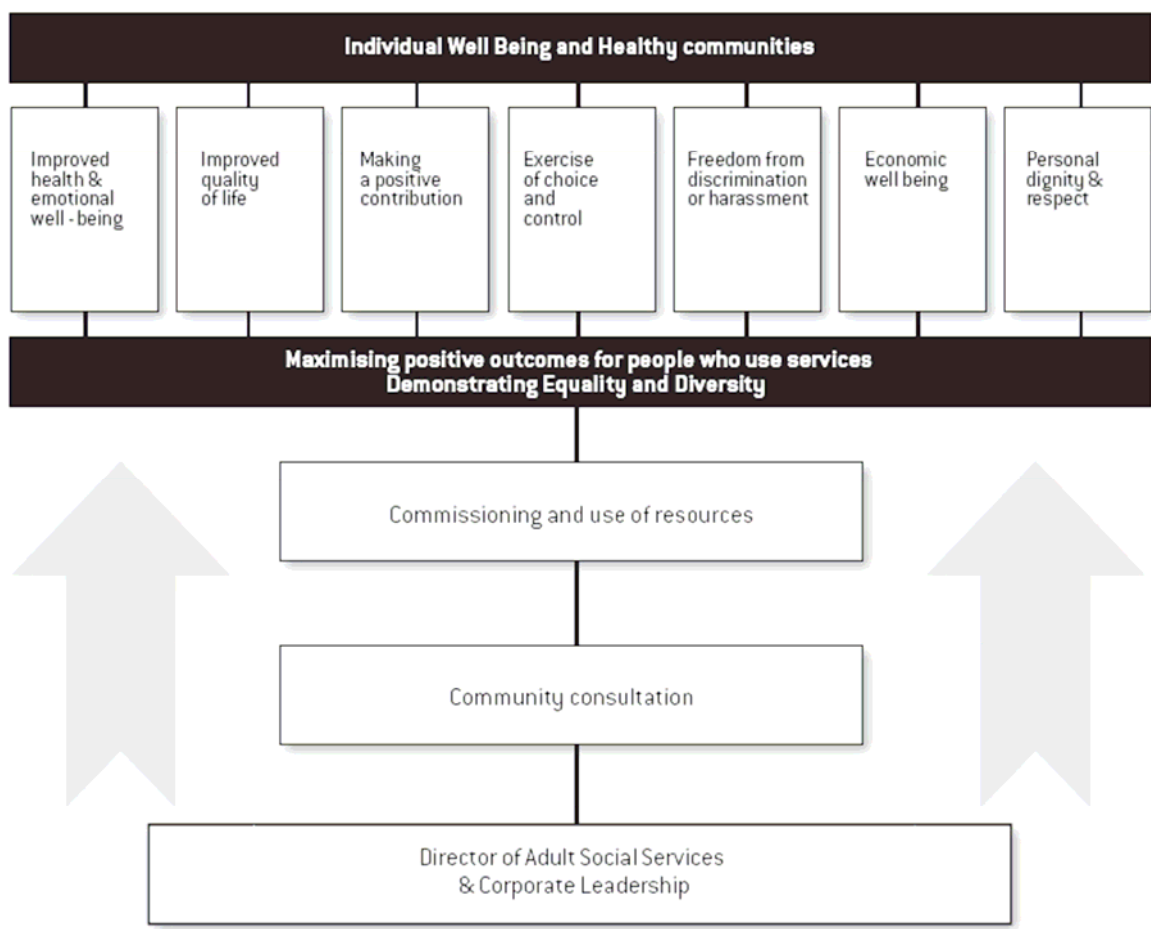 Individual Well Being and Healthy communities
Improved
health &
emotional
well - being
Improved
quality
of life
Making
a positive
contribution
Exercise
of choice
and
control
Freedom from
discrimination
or harassment
Economic
well being
Personal
dignity &
respect
Maximising positive outcomes for people who use services
Demonstrating Equality and Diversity
Commissioning and use of resources
Community consultation
Director of Adult Social Services
& Corporate Leadership